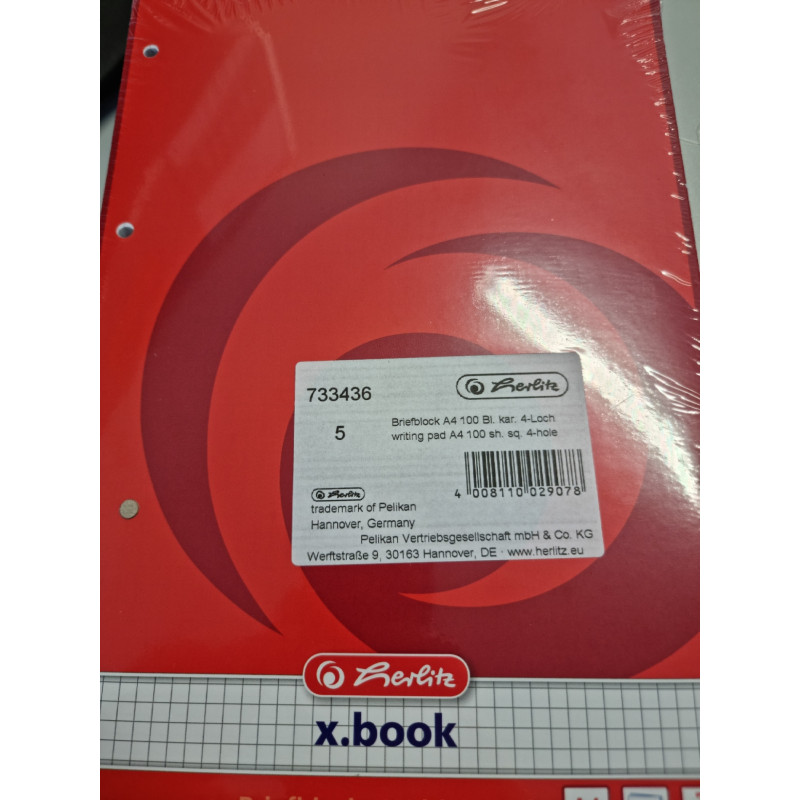 733436
herlitz
5
Briefblock A4 100 Bl. kar. 4-Loch
writing pad A4 100 sh. sq. 4-hole
4 008110 029078
herlitz
trademark of Pelikan
Hannover, Germany
Pelikan Vertriebsgesellschaft mbH & Co. KG
Werftstraße 9, 30163 Hannover, DE · www.herlitz.eu
herlitz
x.book